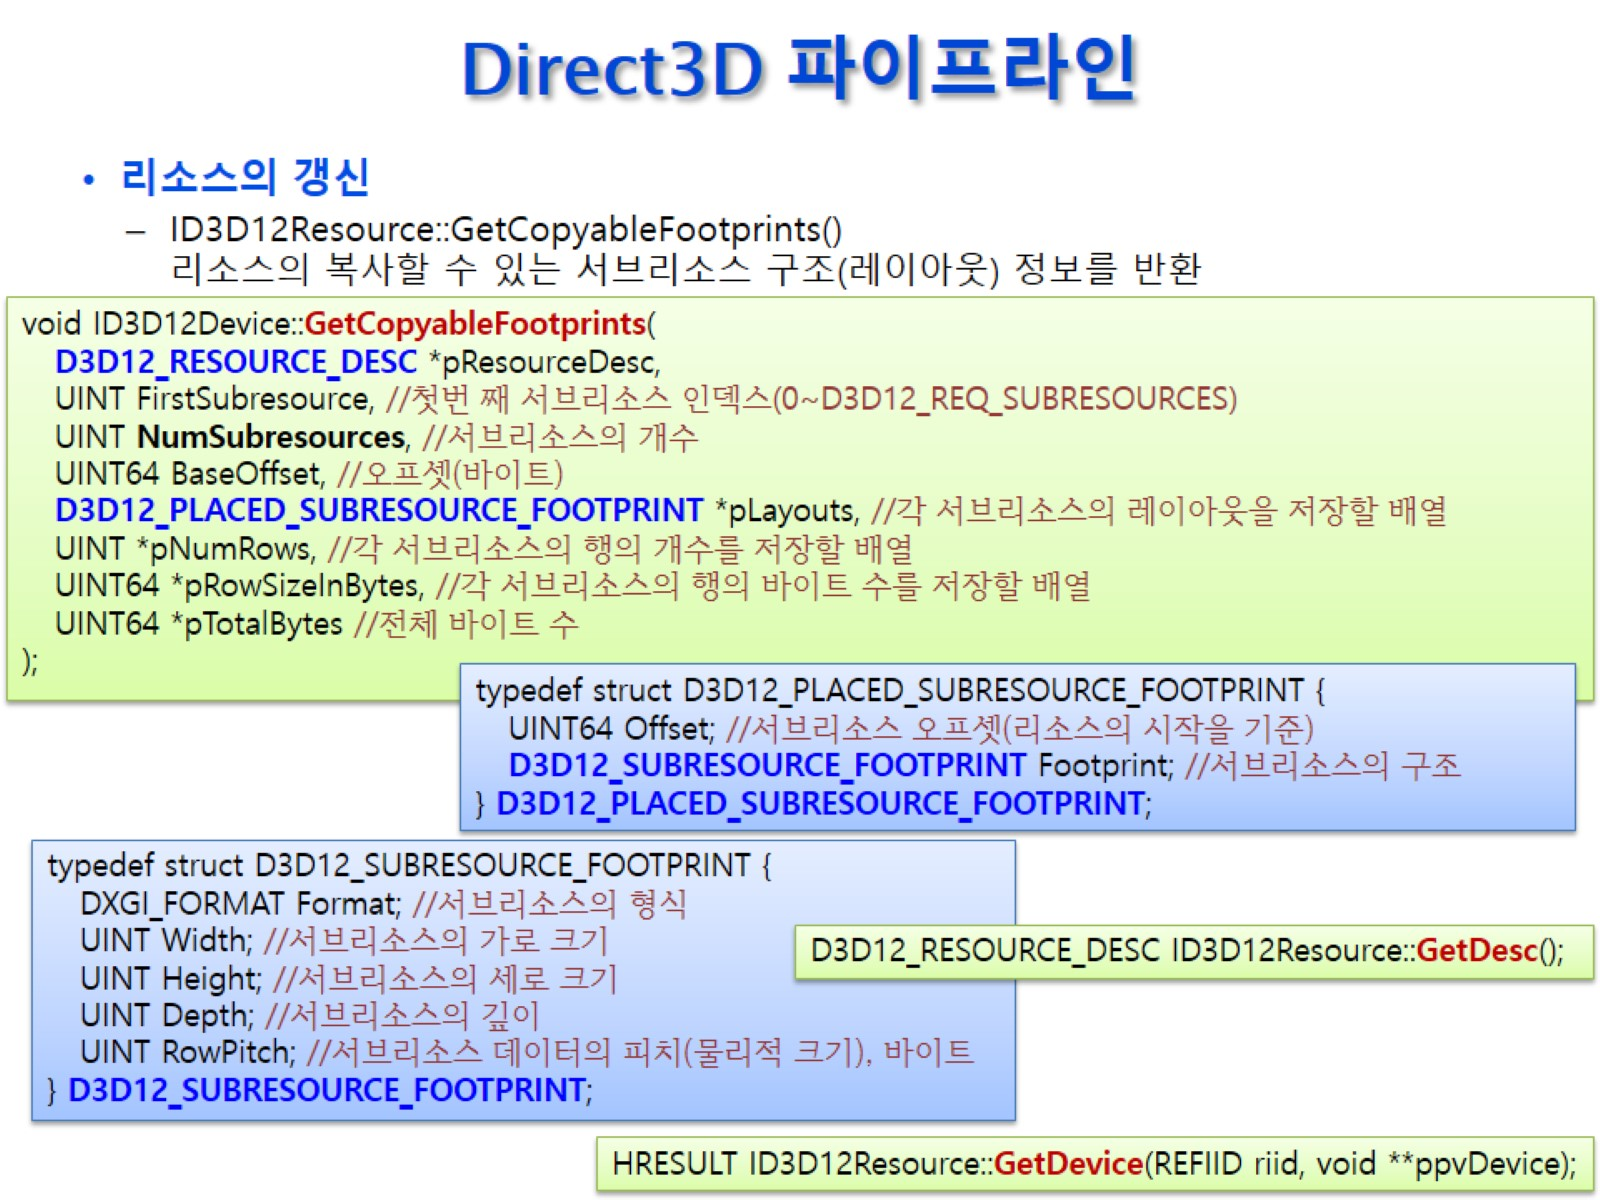 Direct3D 파이프라인
• 리소스의 갱신
– ID3D12Resource::GetCopyableFootprints()
리소스의 복사할 수 있는 서브리소스 구조(레이아웃) 정보를 반환
void ID3D12Device::GetCopyableFootprints(
D3D12_RESOURCE_DESC *pResourceDesc,
UINT FirstSubresource, //첫번 째 서브리소스 인덱스(0~D3D12_REQ_SUBRESOURCES)
UINT NumSubresources, //서브리소스의 개수
UINT64 BaseOffset, //오프셋(바이트)
D3D12_PLACED_SUBRESOURCE_FOOTPRINT *pLayouts, //각 서브리소스의 레이아웃을 저장할 배열
UINT *pNumRows, //각 서브리소스의 행의 개수를 저장할 배열
UINT64 *pRowSizeInBytes, //각 서브리소스의 행의 바이트 수를 저장할 배열
UINT64 *pTotalBytes //전체 바이트 수
);
typedef struct D3D12_PLACED_SUBRESOURCE_FOOTPRINT {
UINT64 Offset; //서브리소스 오프셋(리소스의 시작을 기준)
D3D12_SUBRESOURCE_FOOTPRINT Footprint; //서브리소스의 구조
} D3D12_PLACED_SUBRESOURCE_FOOTPRINT;
typedef struct D3D12_SUBRESOURCE_FOOTPRINT {
DXGI_FORMAT Format; //서브리소스의 형식
UINT Width; //서브리소스의 가로 크기
UINT Height; //서브리소스의 세로 크기
UINT Depth; //서브리소스의 깊이
UINT RowPitch; //서브리소스 데이터의 피치(물리적 크기), 바이트
} D3D12_SUBRESOURCE_FOOTPRINT;
D3D12_RESOURCE_DESC ID3D12Resource::GetDesc();
HRESULT ID3D12Resource::GetDevice(REFIID riid, void **ppvDevice);